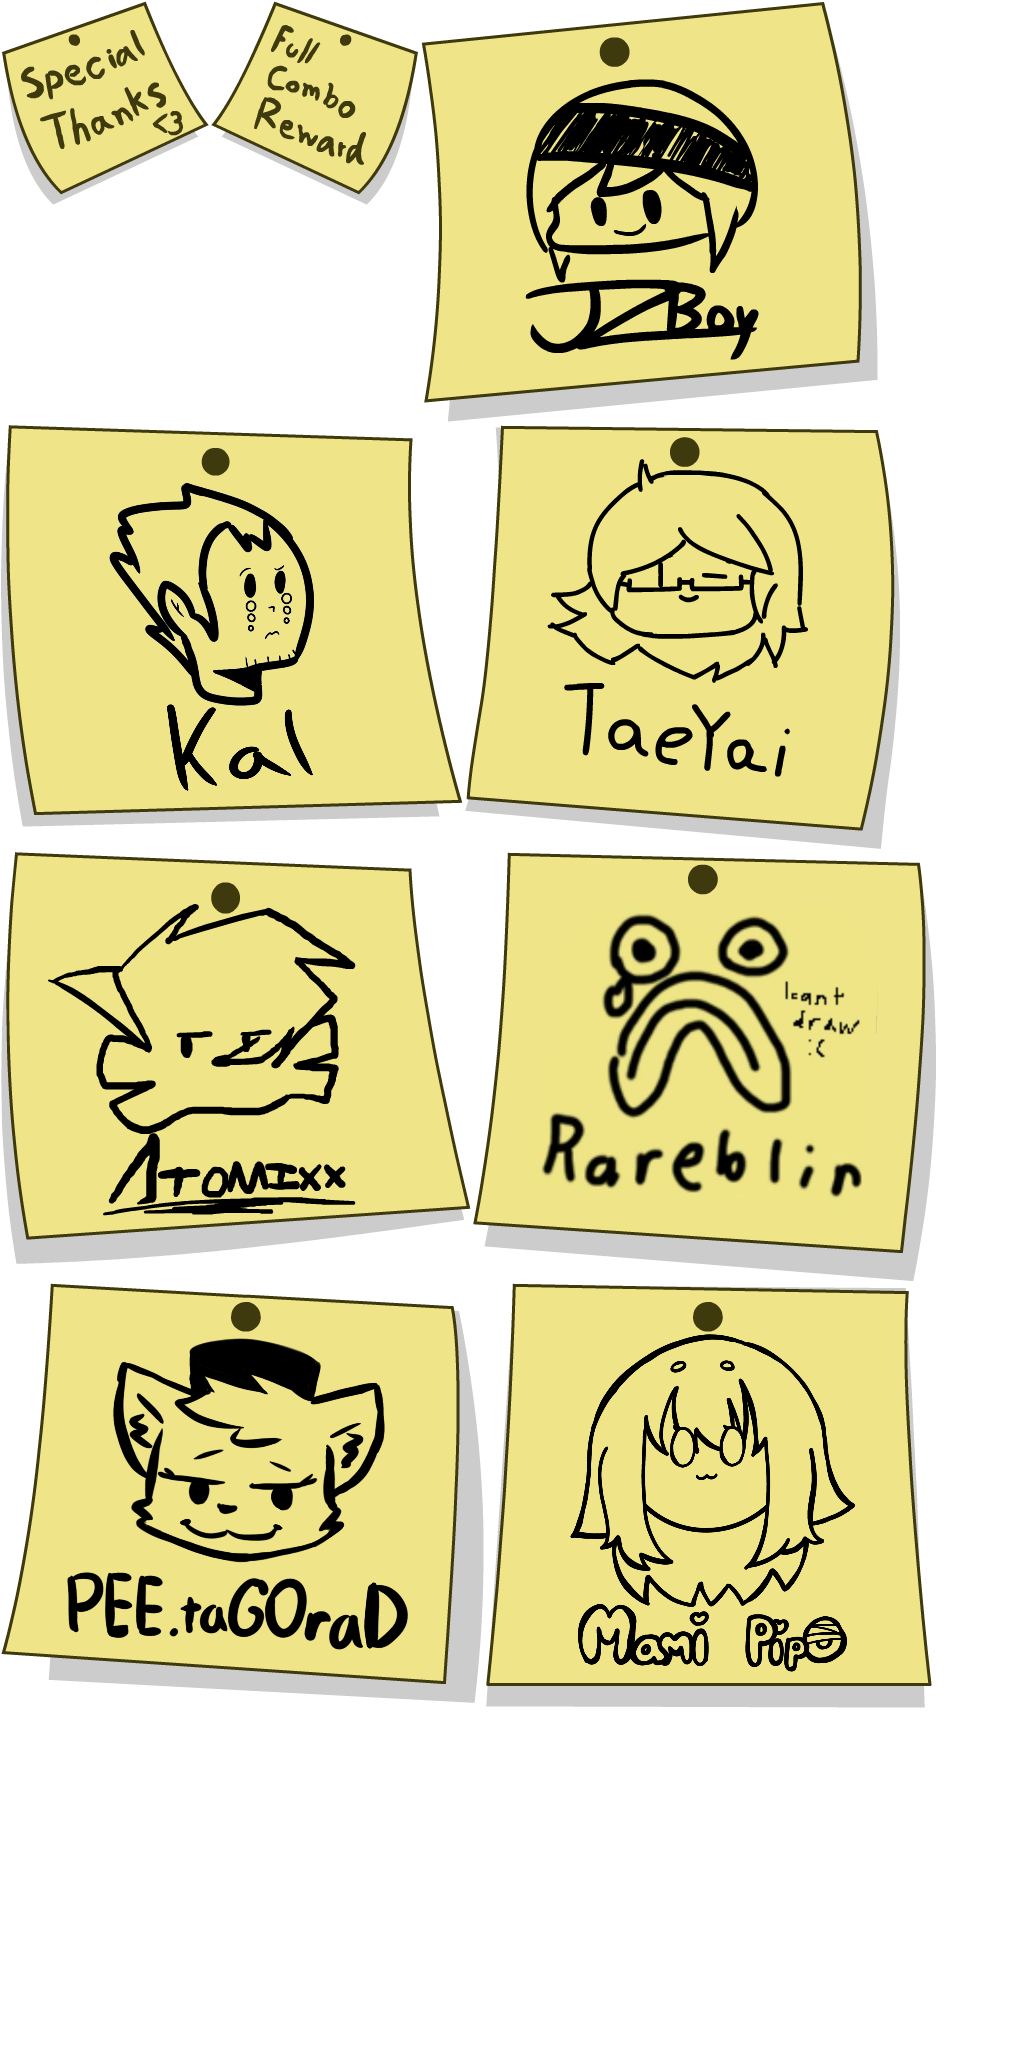 Special
Thanks
<3
Full
Combo
Reward
JZBoy
Kal
TaeYai
ATOMIXX
I cant
draw
:(
Rareblin
PEE.taGOraD
Mami Pipo